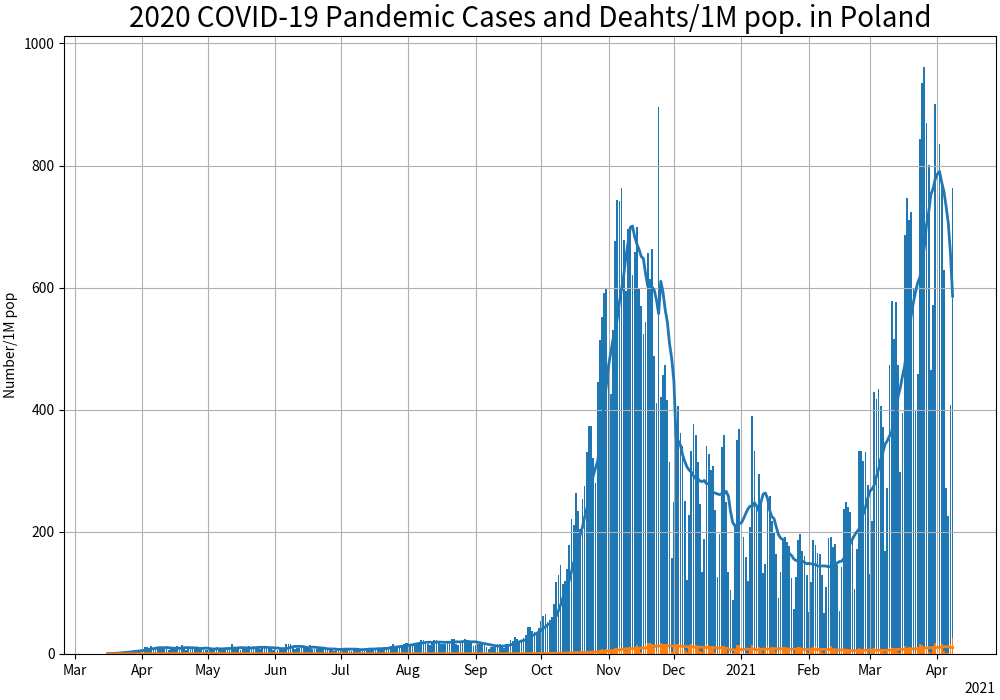 2020 COVID-19 Pandemic Cases and Deahts/1M pop. in Poland
1000
800
600
400
200
0
Number/1M pop
Mar Apr May Jun Jul Aug Sep Oct Nov Dec 2021 Feb Mar Apr
2021